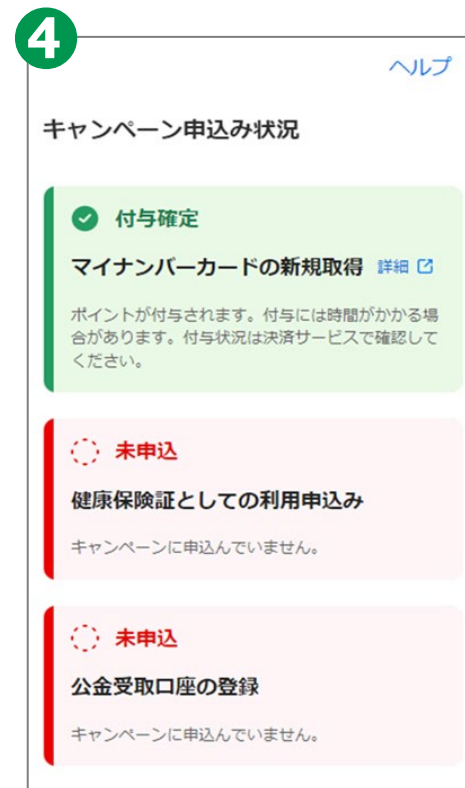 4
ヘルプ
キャンペーン申込み状況
付与確定
マイナンバーカードの新規取得 詳細
ポイントが付与されます。付与には時間がかかる場
合があります。付与状況は決済サービスで確認して
ください。
未申込
健康保険証としての利用申込み
キャンペーンに申込んでいません。
未申込
公金受取口座の登録
キャンペーンに申込んでいません。